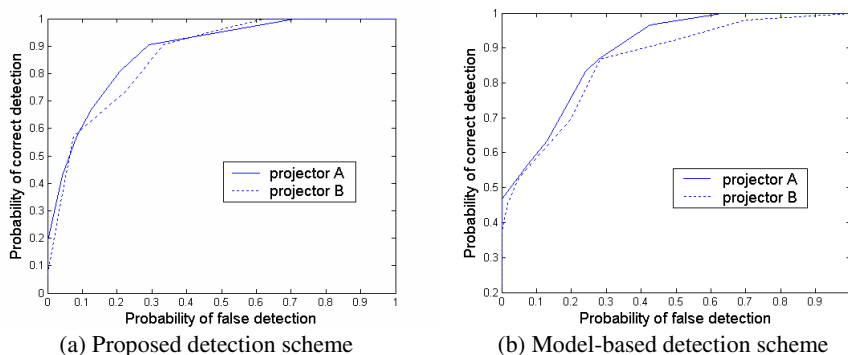 1
0.9
0.8
0.7
0.6
0.5
0.4
0.3
0.2
0.1
0
Probability of correct detection
projector A
projector B
0 0.1 0.2 0.3 0.4 0.5 0.6 0.7 0.8 0.9 1
Probability of false detection
(a) Proposed detection scheme
1
0.9
0.8
0.7
0.6
0.5
0.4
0.3
0.2
Probability of correct detection
projector A
projector B
0 0.1 0.2 0.3 0.4 0.5 0.6 0.7 0.8 0.9
Probability of false detection
(b) Model-based detection scheme